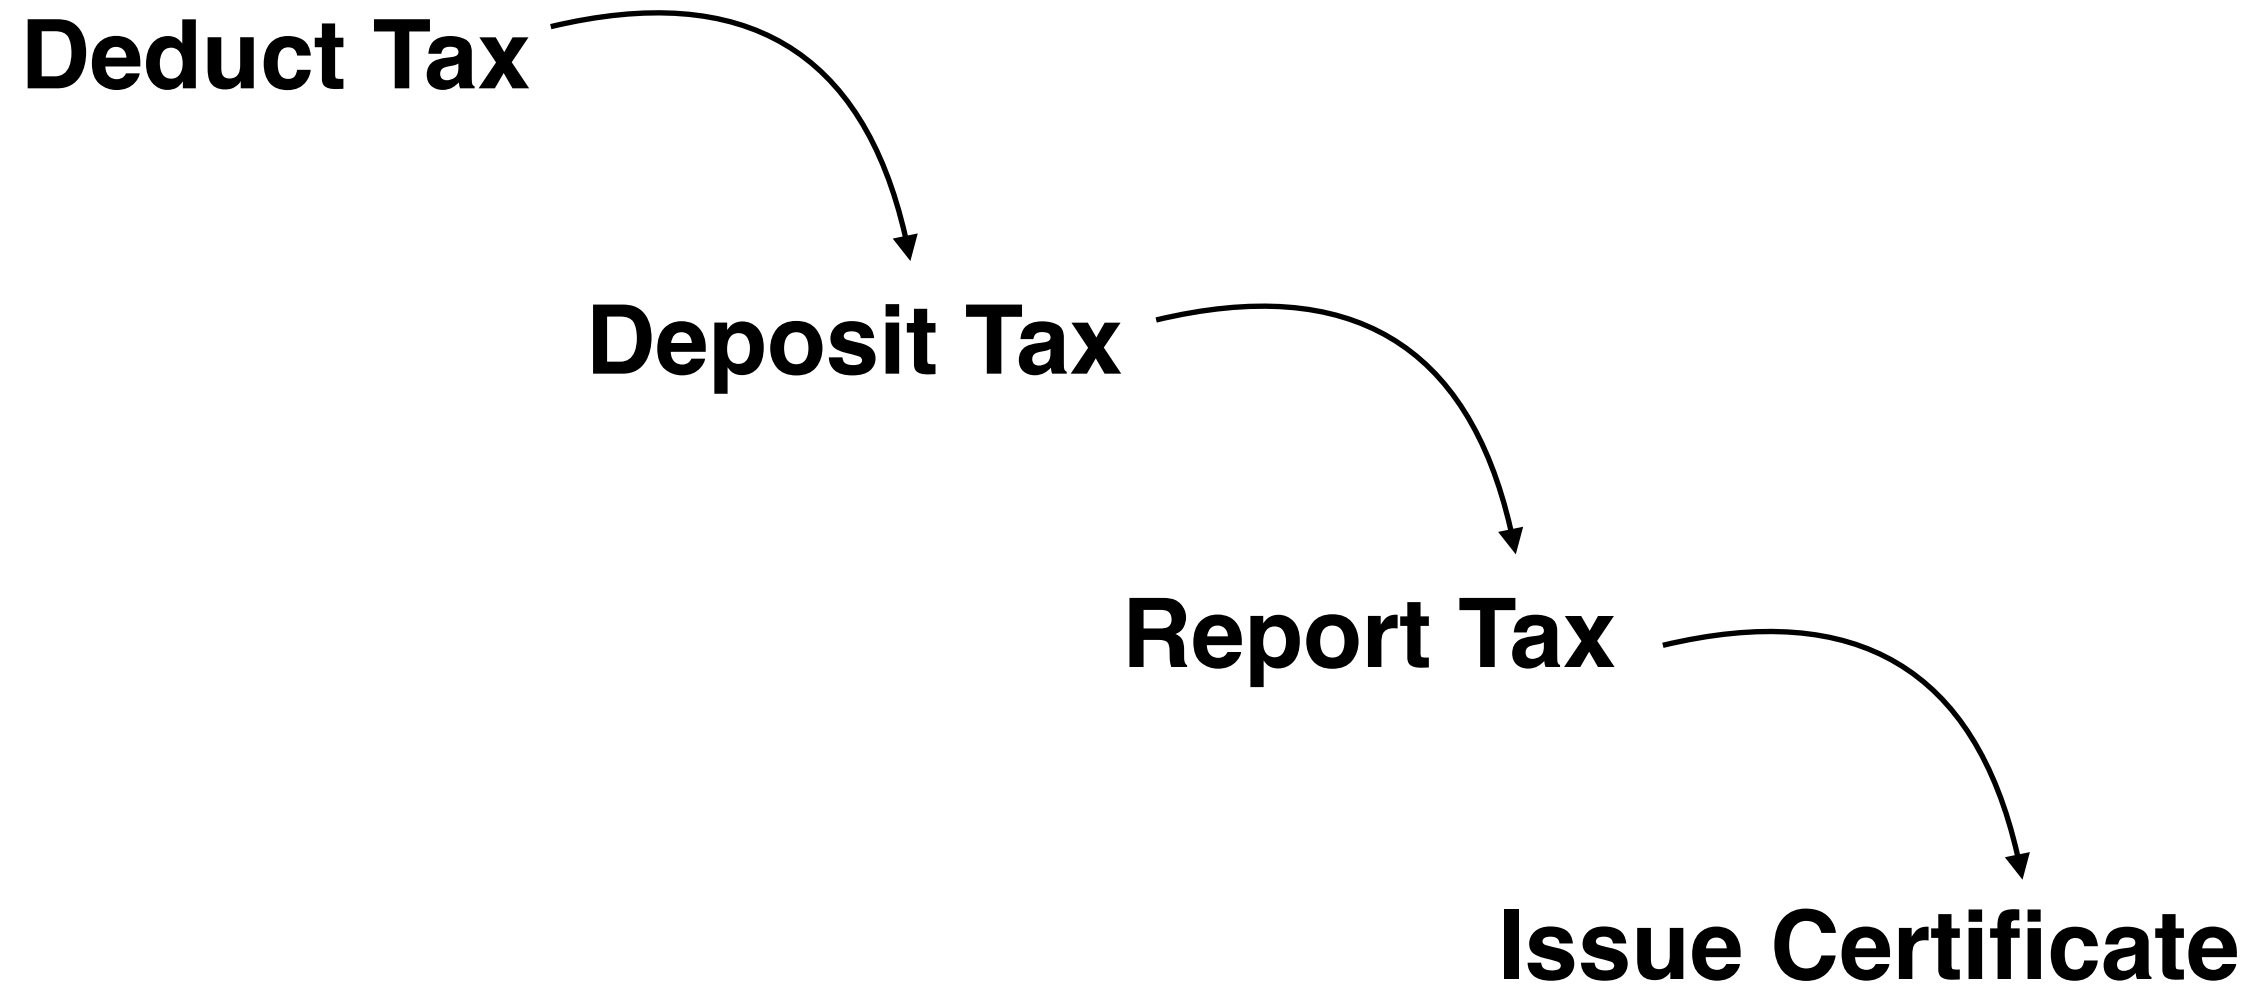 Deduct Tax
Deposit Tax
Report Tax
Issue Certificate